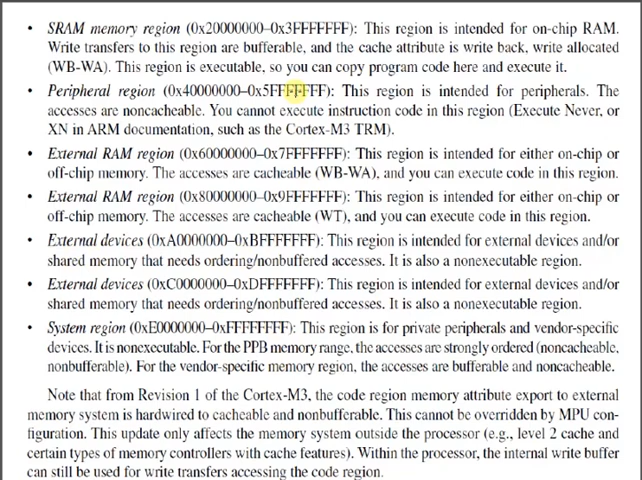 • SRAM memory region (0x20000000–0x3FFFFFFF): This region is intended for on-chip RAM.
Write transfers to this region are bufferable, and the cache attribute is write back, write allocated
(WB-WA). This region is executable, so you can copy program code here and execute it.
• Peripheral region (0x40000000–0x5FFFFFFF): This region is intended for peripherals. The
accesses are noncacheable. You cannot execute instruction code in this region (Execute Never, or
XN in ARM documentation, such as the Cortex-M3 TRM).
• External RAM region (0x60000000–0x7FFFFFFF): This region is intended for either on-chip or
off-chip memory. The accesses are cacheable (WB-WA), and you can execute code in this region.
• External RAM region (0x80000000–0x9FFFFFFF): This region is intended for either on-chip or
off-chip memory. The accesses are cacheable (WT), and you can execute code in this region.
• External devices (0xA0000000–0xBFFFFFFF): This region is intended for external devices and/or
shared memory that needs ordering/nonbuffered accesses. It is also a nonexecutable region.
• External devices (0xC0000000–0xDFFFFFFF): This region is intended for external devices and/or
shared memory that needs ordering/nonbuffered accesses. It is also a nonexecutable region.
• System region (0xE0000000–0xFFFFFFFF): This region is for private peripherals and vendor-specific
devices. It is nonexecutable. For the PPB memory range, the accesses are strongly ordered (noncacheable,
nonbufferable). For the vendor-specific memory region, the accesses are bufferable and noncacheable.
Note that from Revision 1 of the Cortex-M3, the code region memory attribute export to external
memory system is hardwired to cacheable and nonbufferable. This cannot be overridden by MPU con-
figuration. This update only affects the memory system outside the processor (e.g., level 2 cache and
certain types of memory controllers with cache features). Within the processor, the internal write buffer
can still be used for write transfers accessing the code region.